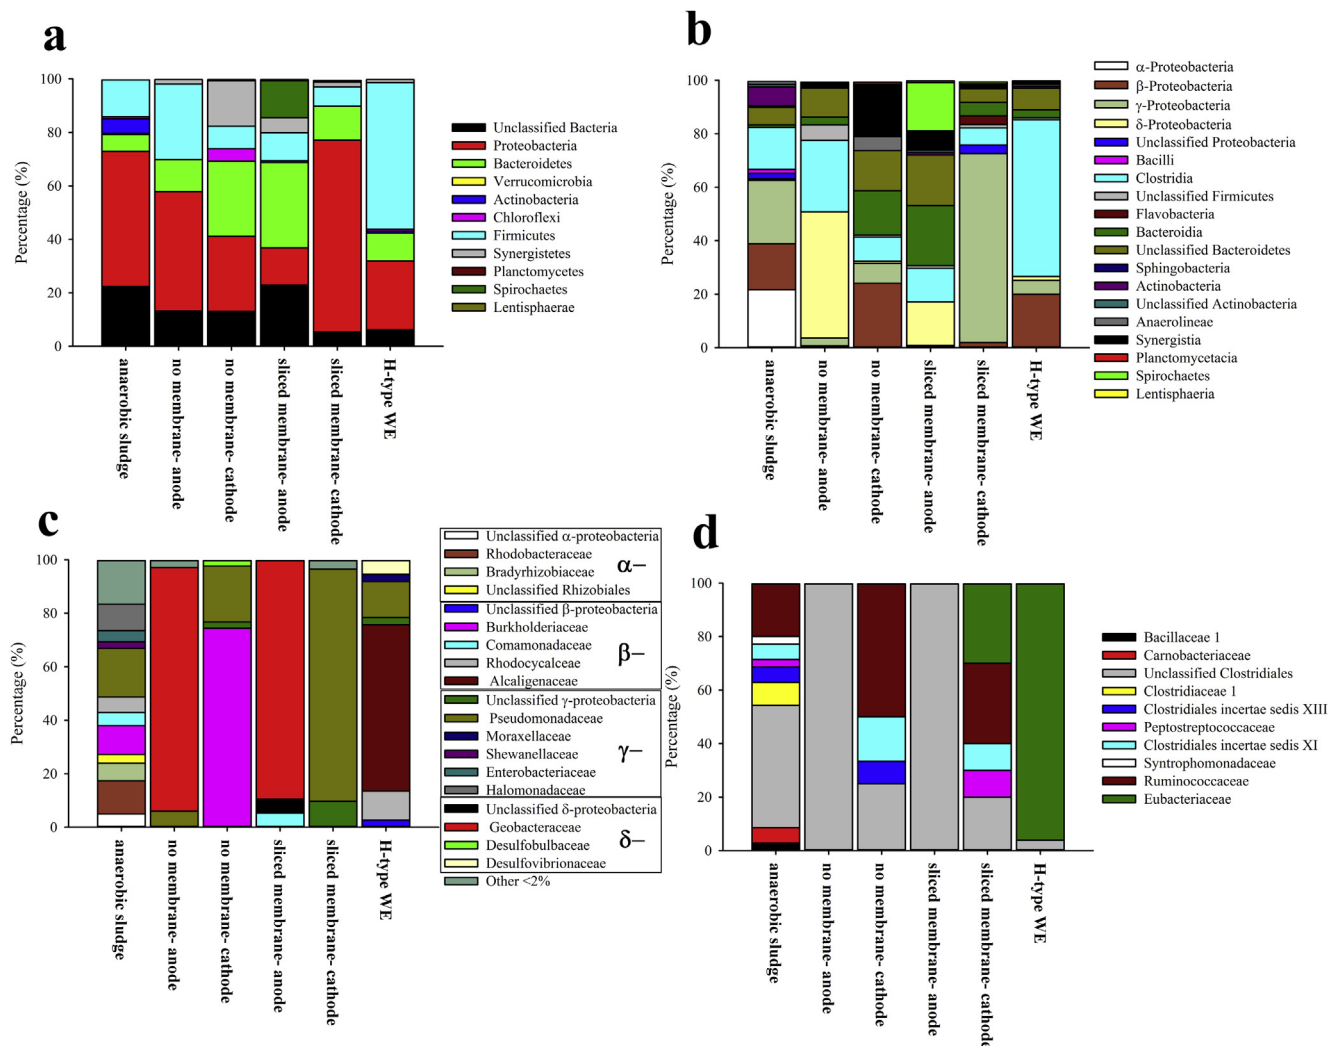 a
Percentage (%)
100
80
60
40
20
0
anaerobic sludge
no membrane- anode
no membrane- cathode
sliced membrane- anode
sliced membrane- cathode
H-type WE
Unclassified Bacteria
Proteobacteria
Bacteroidetes
Verrucomicrobia
Actinobacteria
Chloroflexi
Firmicutes
Synergistetes
Planctomycetes
Spirochaetes
Lentisphaerae
b
Percentage (%)
100
80
60
40
20
0
anaerobic sludge
no membrane- anode
no membrane- cathode
sliced membrane- anode
sliced membrane- cathode
H-type WE
α-Proteobacteria
β-Proteobacteria
γ-Proteobacteria
δ-Proteobacteria
Unclassified Proteobacteria
Bacilli
Clostridia
Unclassified Firmicutes
Flavobacteria
Bacteroidia
Unclassified Bacteroidetes
Sphingobacteria
Actinobacteria
Unclassified Actinobacteria
Anaerolineae
Synergistia
Planctomycetacia
Spirochaetes
Lentisphaeria
c
Percentage (%)
100
80
60
40
20
0
anaerobic sludge
no membrane- anode
no membrane- cathode
sliced membrane- anode
sliced membrane- cathode
H-type WE
Unclassified α-proteobacteria
Rhodobacteraceae
Bradyrhizobiaceae
Unclassified Rhizobiales
α–
Unclassified β-proteobacteria
Burkholderiaceae
Comamonadaceae
Rhodocycalceae
Alcaligenaceae
β–
Unclassified γ-proteobacteria
Pseudomonadaceae
Moraxellaceae
Shewanellaceae
Enterobacteriaceae
Halomonadaceae
γ–
Unclassified δ-proteobacteria
Geobacteraceae
Desulfobulbaceae
Desulfovibrionaceae
δ–
Other <2%
d
Percentage (%)
100
80
60
40
20
0
anaerobic sludge
no membrane- anode
no membrane- cathode
sliced membrane- anode
sliced membrane- cathode
H-type WE
Bacillaceae 1
Carnobacteriaceae
Unclassified Clostridiales
Clostridiaceae 1
Clostridiales incertae sedis XIII
Peptostreptococcaceae
Clostridiales incertae sedis XI
Syntrophomonadaceae
Ruminococcaceae
Eubacteriaceae